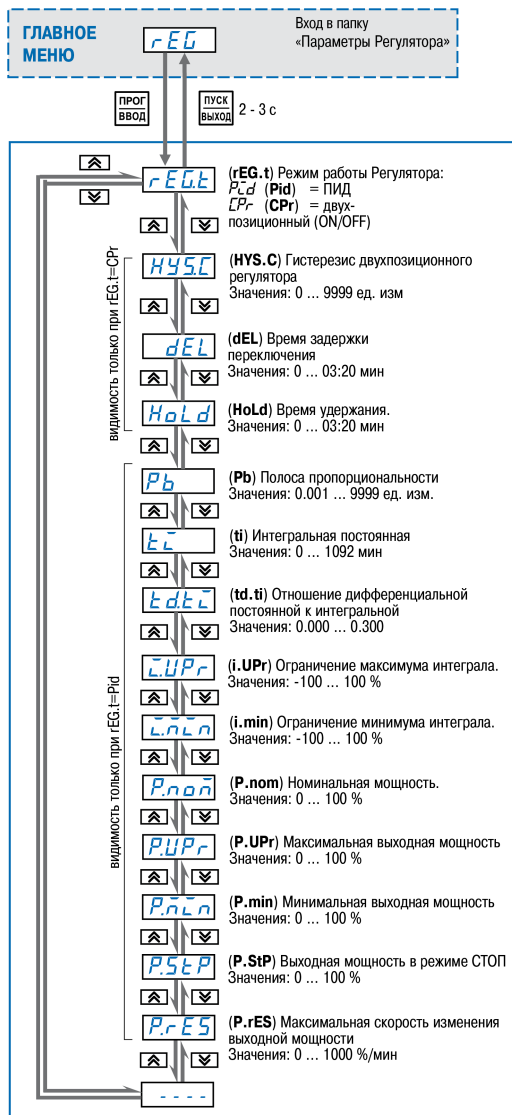 ГЛАВНОЕ
МЕНЮ
rEG
Вход в папку
«Параметры Регулятора»
ПРОГ
ВВОД
ПУСК
ВЫХОД
2 - 3 с
rEG.t
(rEG.t) Режим работы Регулятора:
Pid (Pid) = ПИД
CPr (CPr) = двух-
позиционный (ON/OFF)
видимость только при rEG.t=CPr
HYS.C
(HYS.C) Гистерезис двухпозиционного
регулятора
Значения: 0 ... 9999 ед. изм
dEL
(dEL) Время задержки
переключения
Значения: 0 ... 03:20 мин
HoLd
(HoLd) Время удержания.
Значения: 0 ... 03:20 мин
видимость только при rEG.t=Pid
Pb
(Pb) Полоса пропорциональности
Значения: 0.001 ... 9999 ед. изм.
ti
(ti) Интегральная постоянная
Значения: 0 ... 1092 мин
td.ti
(td.ti) Отношение дифференциальной
постоянной к интегральной
Значения: 0.000 ... 0.300
i.UPr
(i.UPr) Ограничение максимума интеграла.
Значения: -100 ... 100 %
i.min
(i.min) Ограничение минимума интеграла.
Значения: -100 ... 100 %
P.nom
(P.nom) Номинальная мощность.
Значения: 0 ... 100 %
P.UPr
(P.UPr) Максимальная выходная мощность
Значения: 0 ... 100 %
P.min
(P.min) Минимальная выходная мощность
Значения: 0 ... 100 %
P.StP
(P.StP) Выходная мощность в режиме СТОП
Значения: 0 ... 100 %
P.rES
(P.rES) Максимальная скорость изменения
выходной мощности
Значения: 0 ... 1000 %/мин
- - - -